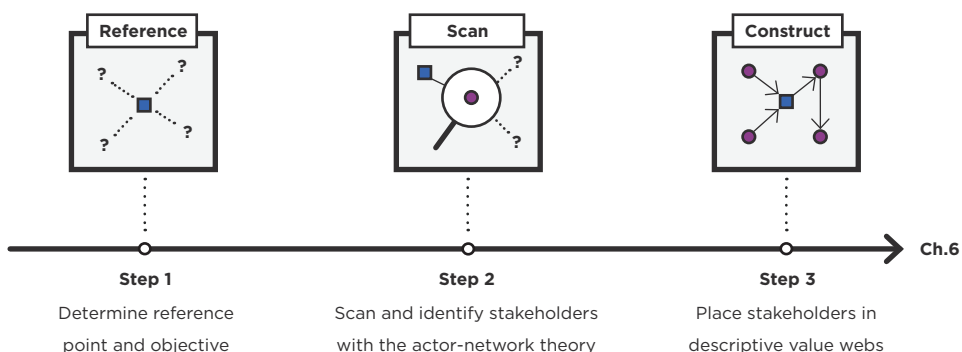 Reference
Scan
Construct
?
?
?
?
?
?
Ch.6
Step 1
Step 2
Step 3
Determine reference
point and objective
Scan and identify stakeholders
with the actor-network theory
Place stakeholders in
descriptive value webs